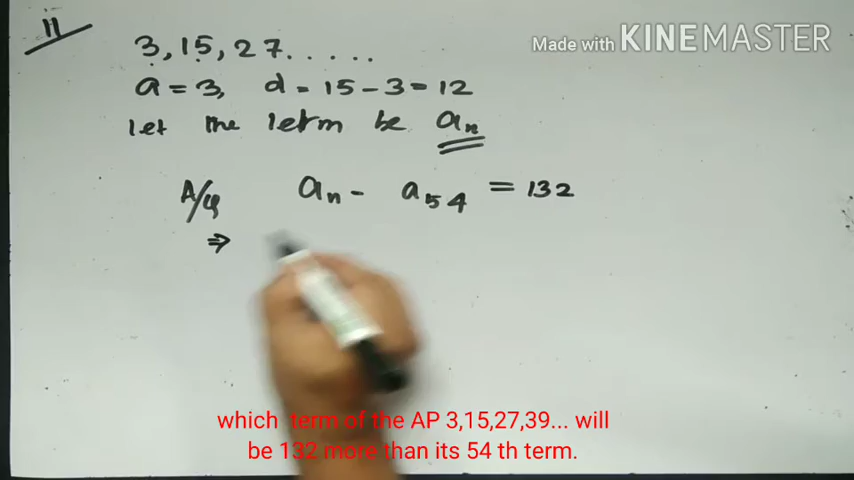 11
Made with KINEMASTER
3, 15, 27. . . . . .
a = 3, d = 15 - 3 = 12
let the term be an
A/q an - a54 = 132
⇒
which term of the AP 3,15,27,39... will
be 132 more than its 54 th term.